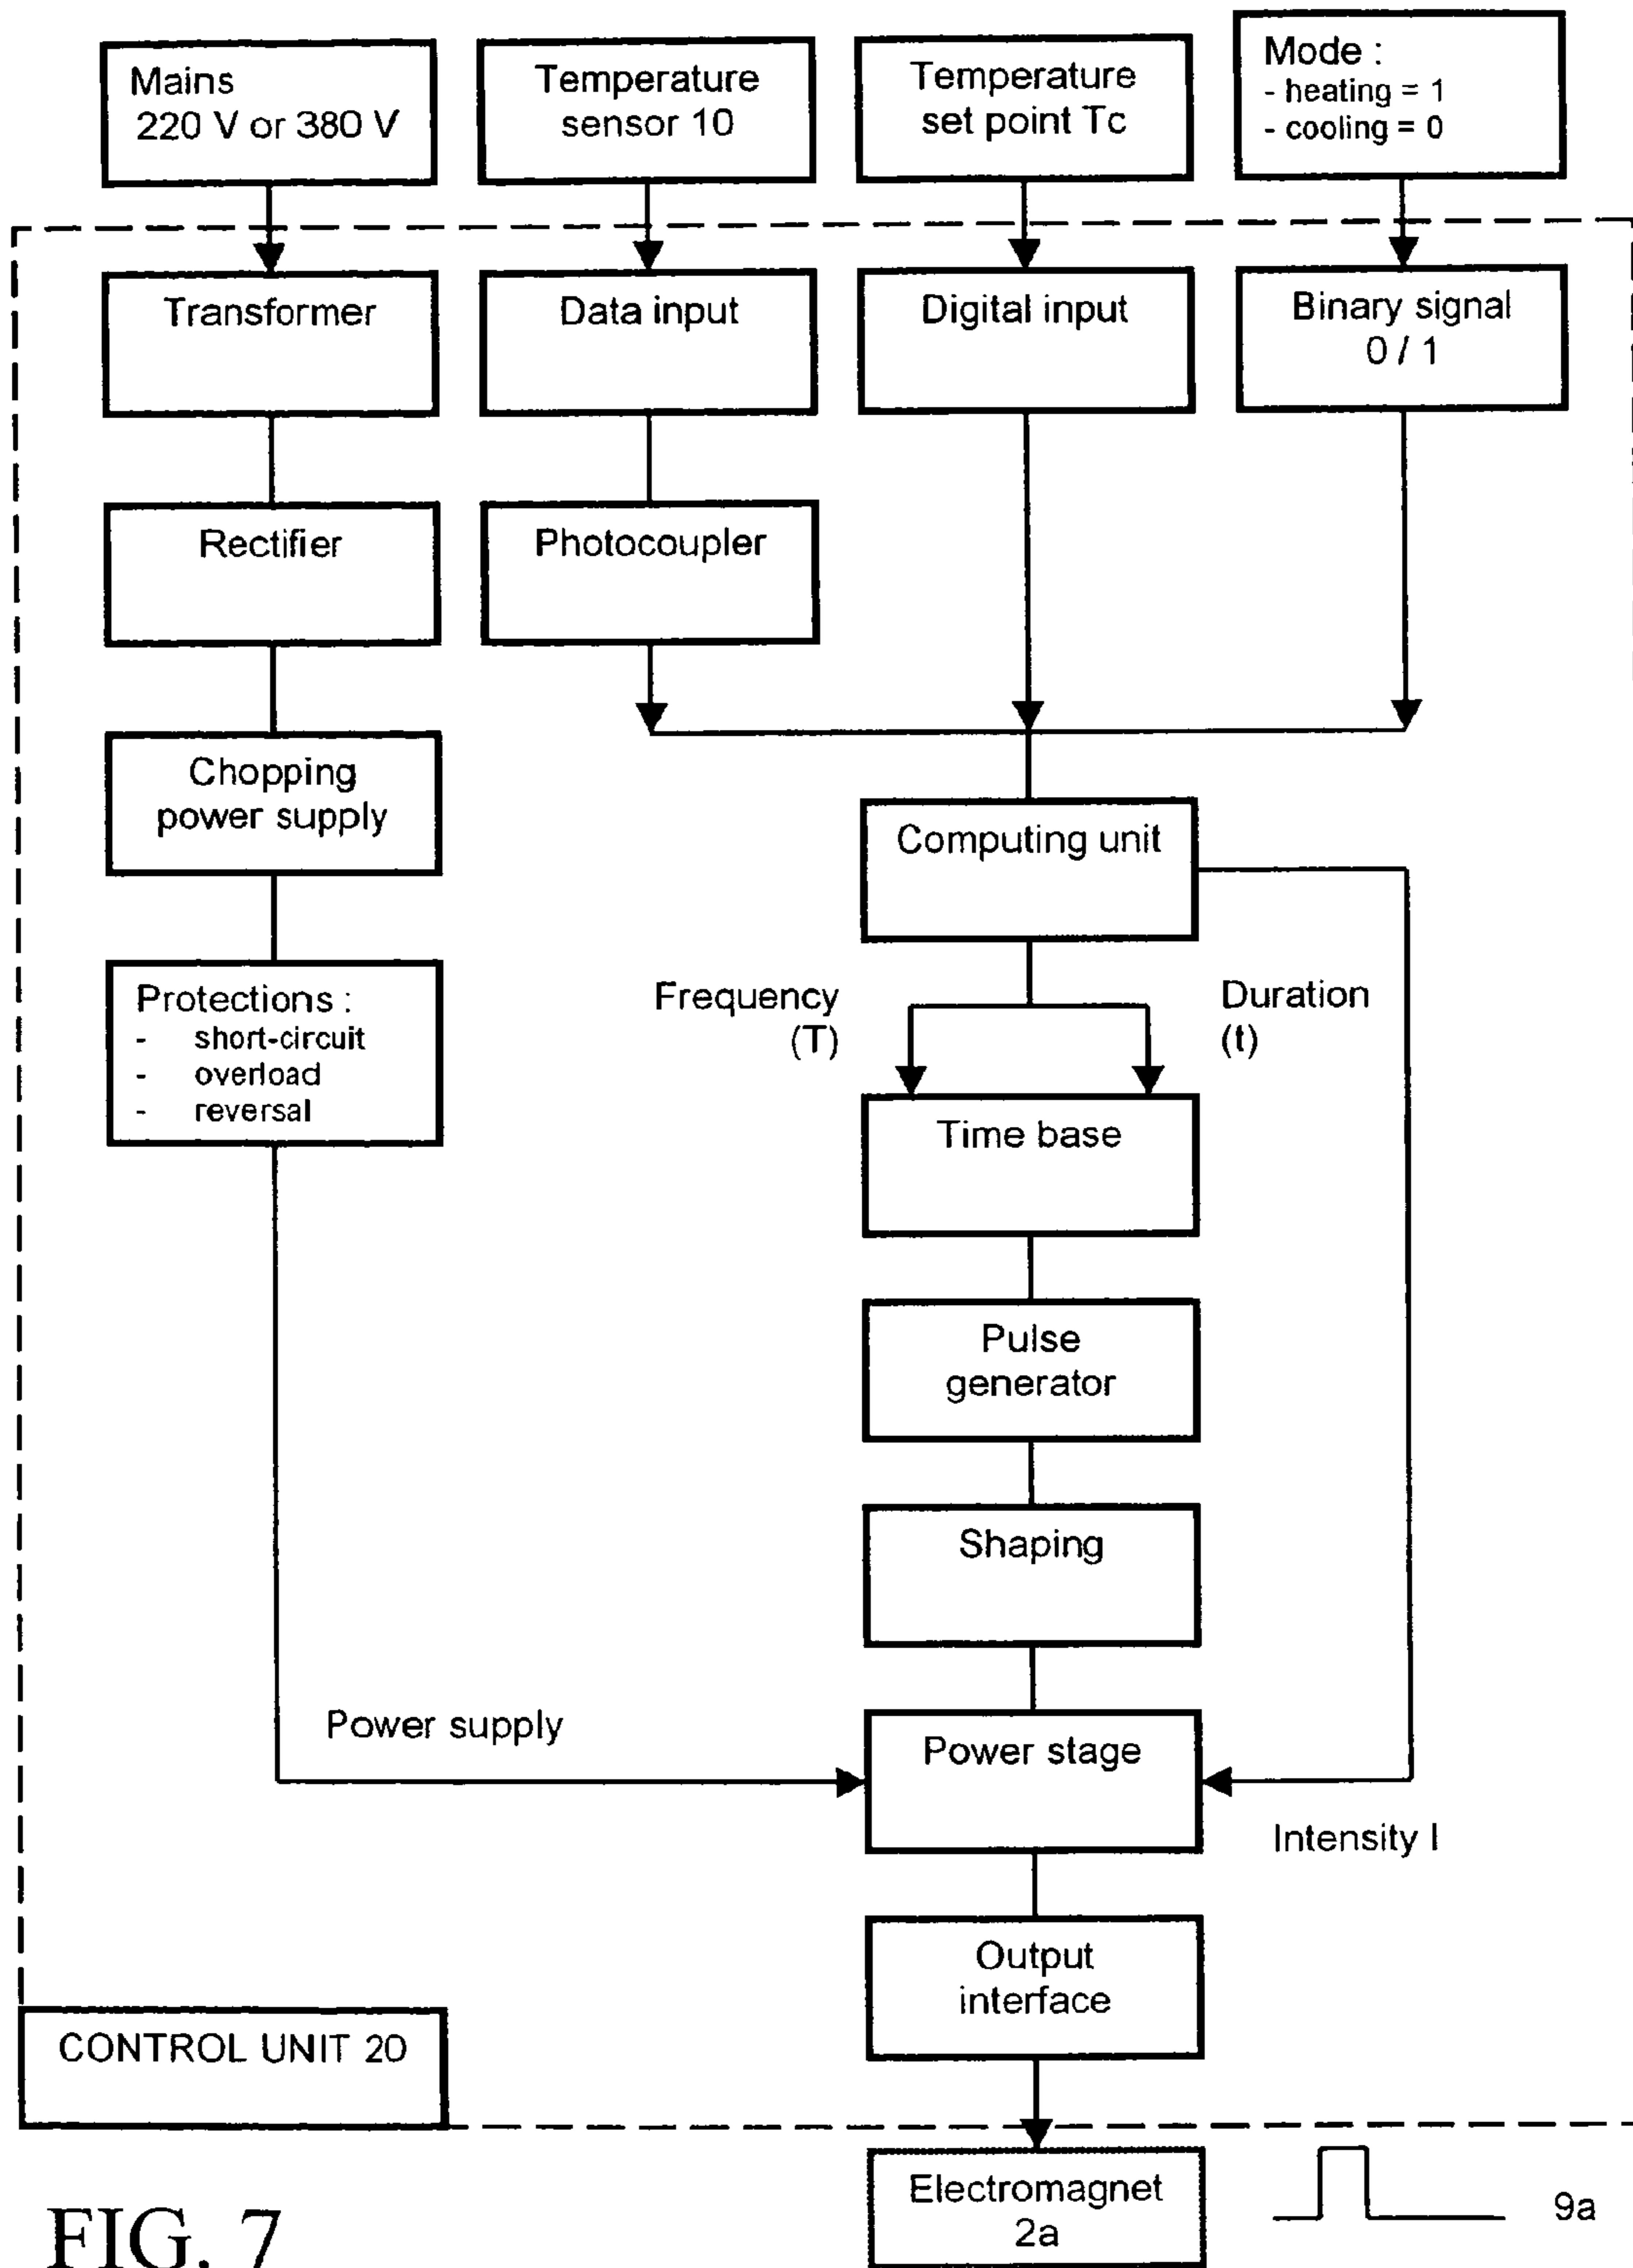 Mains
220 V or 380 V
Temperature
sensor 10
Temperature
set point Tc
Mode :
- heating = 1
- cooling = 0
Transformer
Data input
Digital input
Binary signal
0 / 1
Rectifier
Photocoupler
Chopping
power supply
Computing unit
Protections :
- short-circuit
- overload
- reversal
Frequency
(T)
Duration
(t)
Time base
Pulse
generator
Shaping
Power supply
Power stage
Intensity I
Output
interface
CONTROL UNIT 20
Electromagnet
2a
9a
FIG. 7